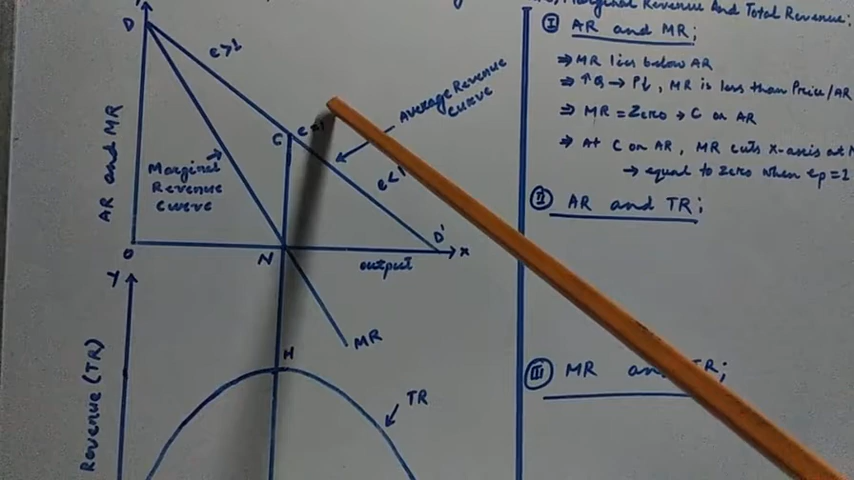 Marginal Revenue And Total Revenue;
I AR and MR;
⇒ MR lies below AR
⇒ ↑Q → P↓, MR is less than Price/AR
⇒ MR = Zero → C on AR
⇒ At C on AR, MR cuts x-axis at
→ equal to zero when ep=1
II AR and TR;
III MR and TR;
D
e>1
C
Average Revenue
curve
e<1
AR and MR
Marginal
Revenue
curve
O
N
output
D'
x
MR
Y
Revenue (TR)
H
TR